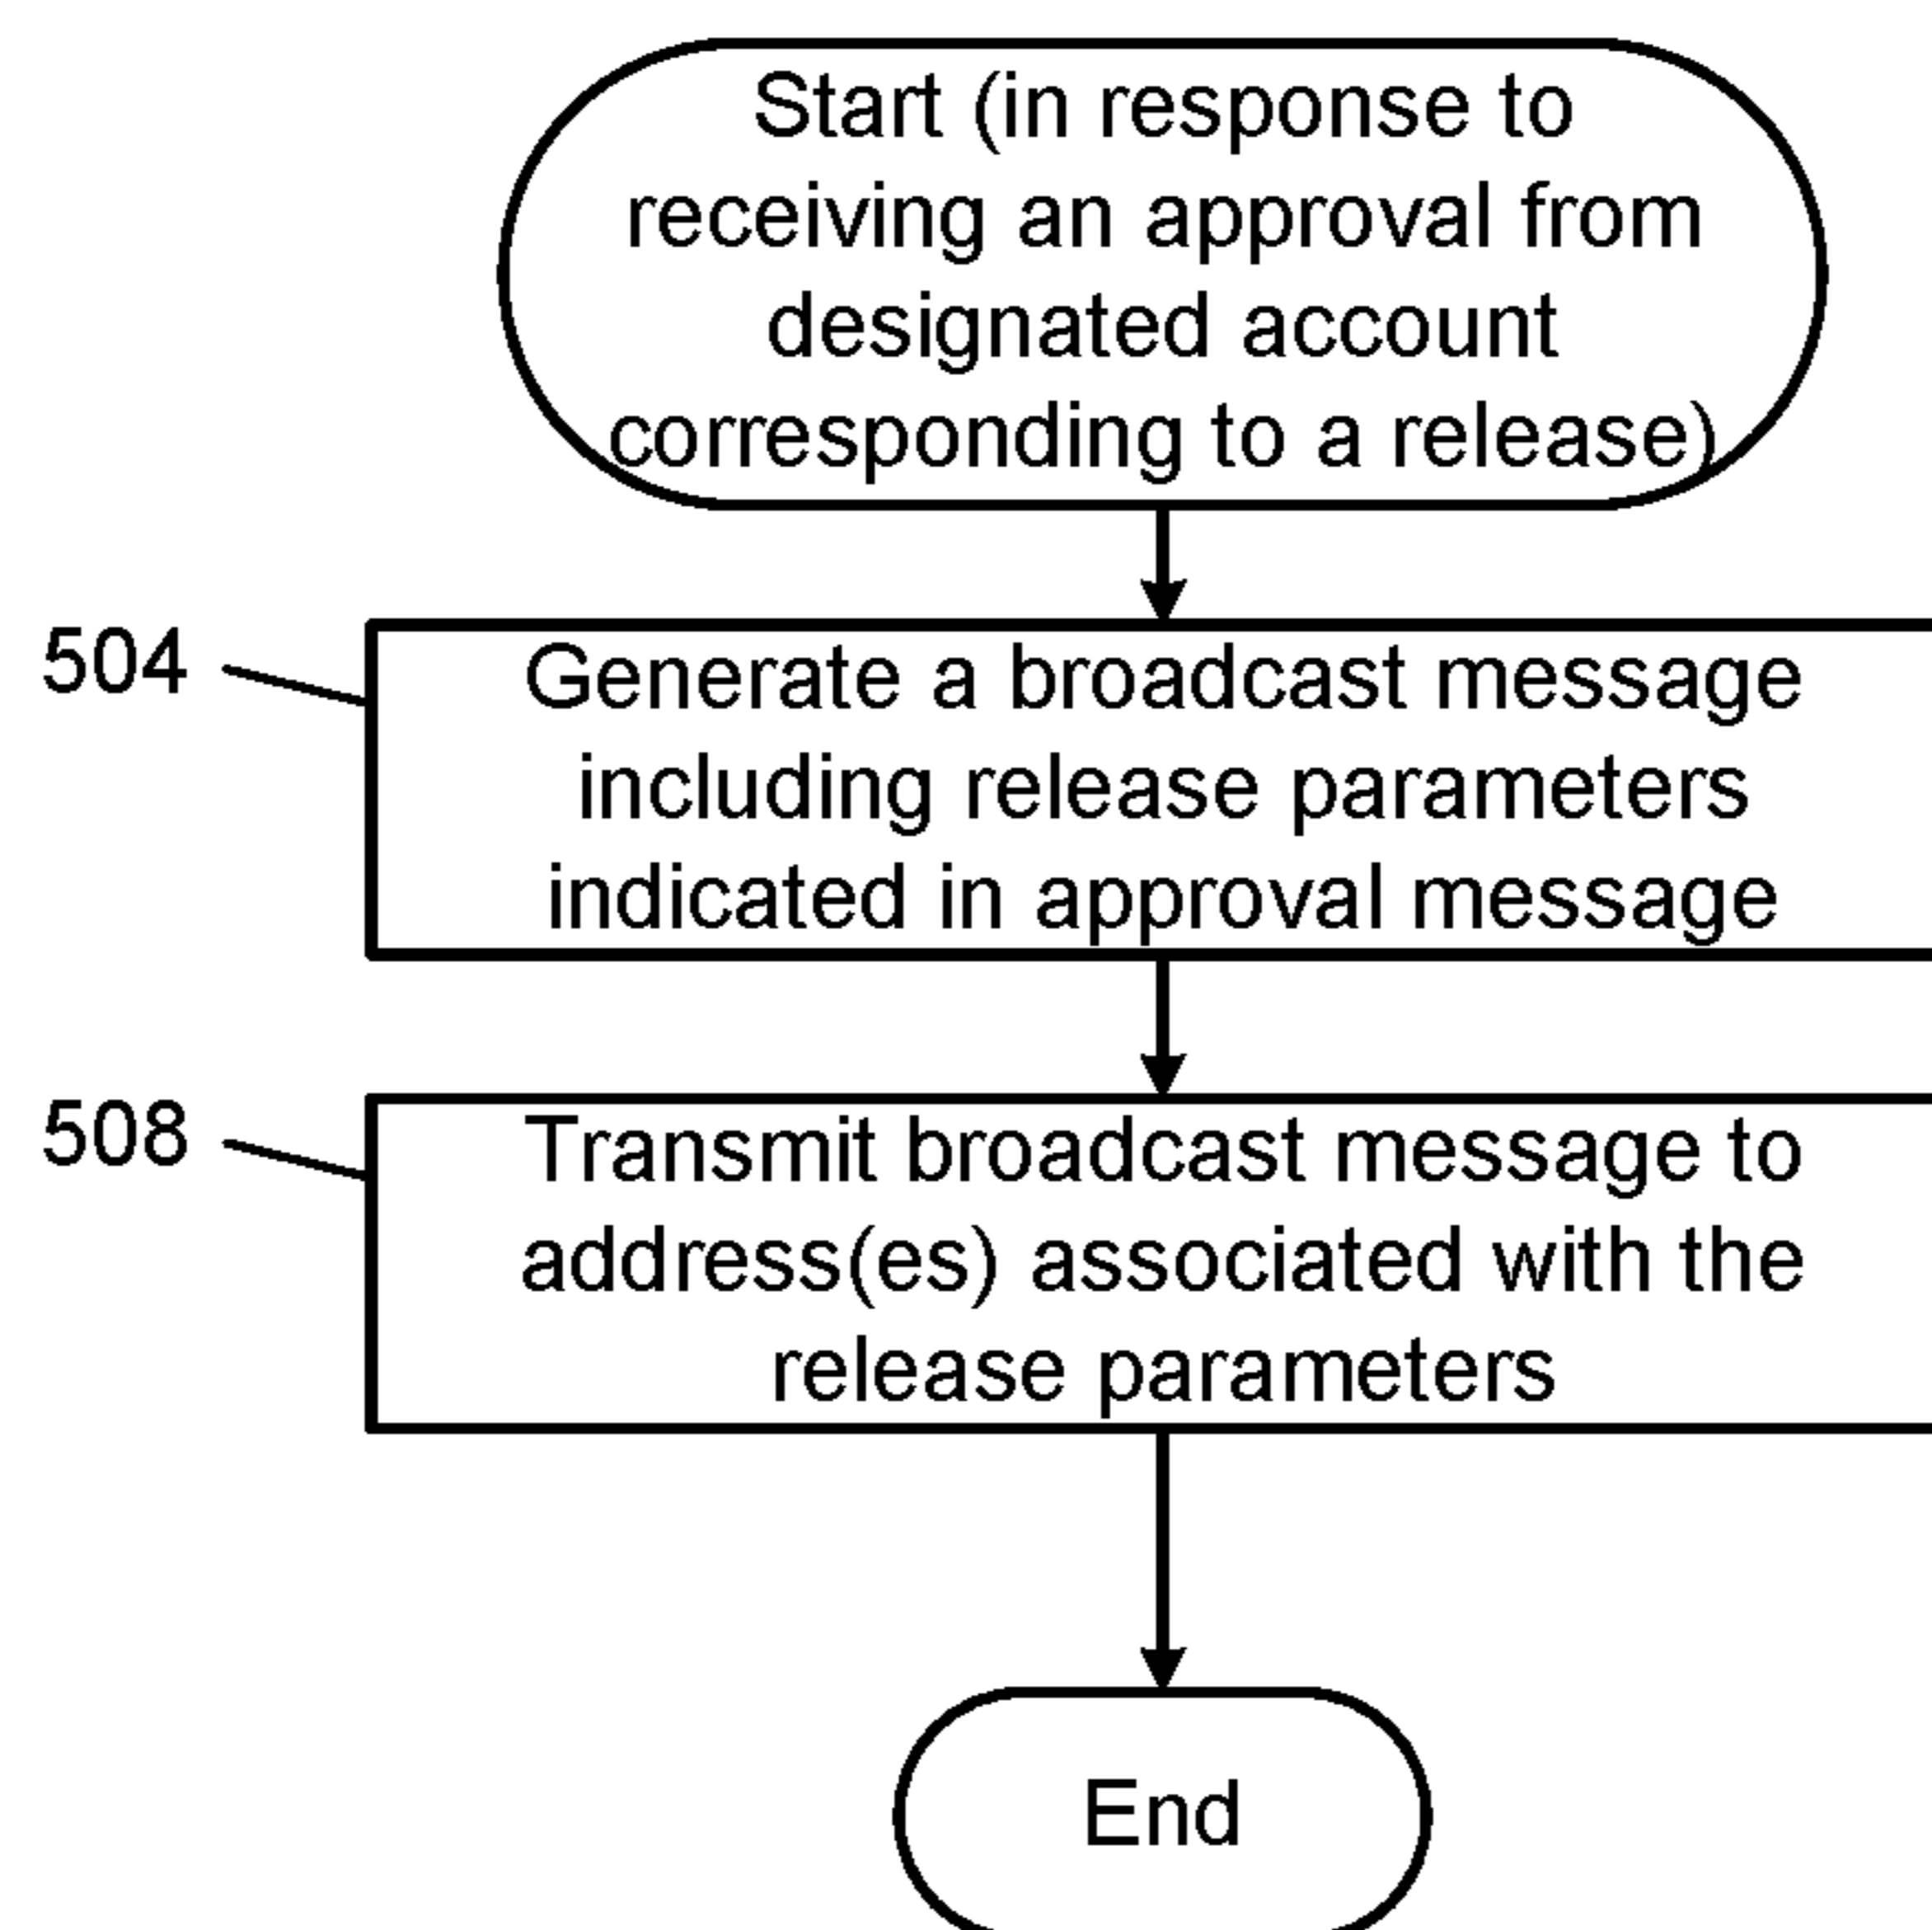 Start (in response to
receiving an approval from
designated account
corresponding to a release)
504
Generate a broadcast message
including release parameters
indicated in approval message
508
Transmit broadcast message to
address(es) associated with the
release parameters
End